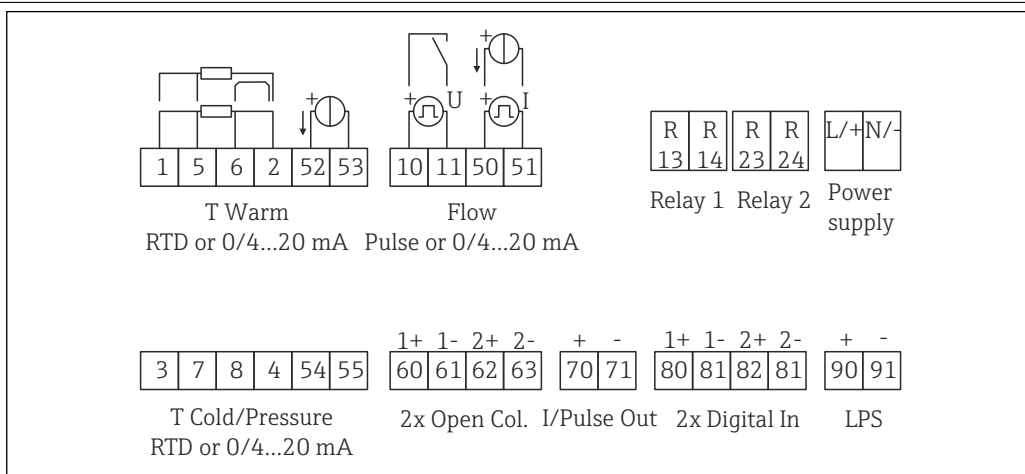 + U + I
+ + +
1 5 6 2 52 53 10 11 50 51
R R R R L/+ N/-
13 14 23 24
T Warm
RTD or 0/4...20 mA
Flow
Pulse or 0/4...20 mA
Relay 1 Relay 2 Power
supply
1+ 1- 2+ 2- + - 1+ 1- 2+ 2- + -
3 7 8 4 54 55 60 61 62 63 70 71 80 81 82 81 90 91
T Cold/Pressure
RTD or 0/4...20 mA
2x Open Col. I/Pulse Out 2x Digital In LPS